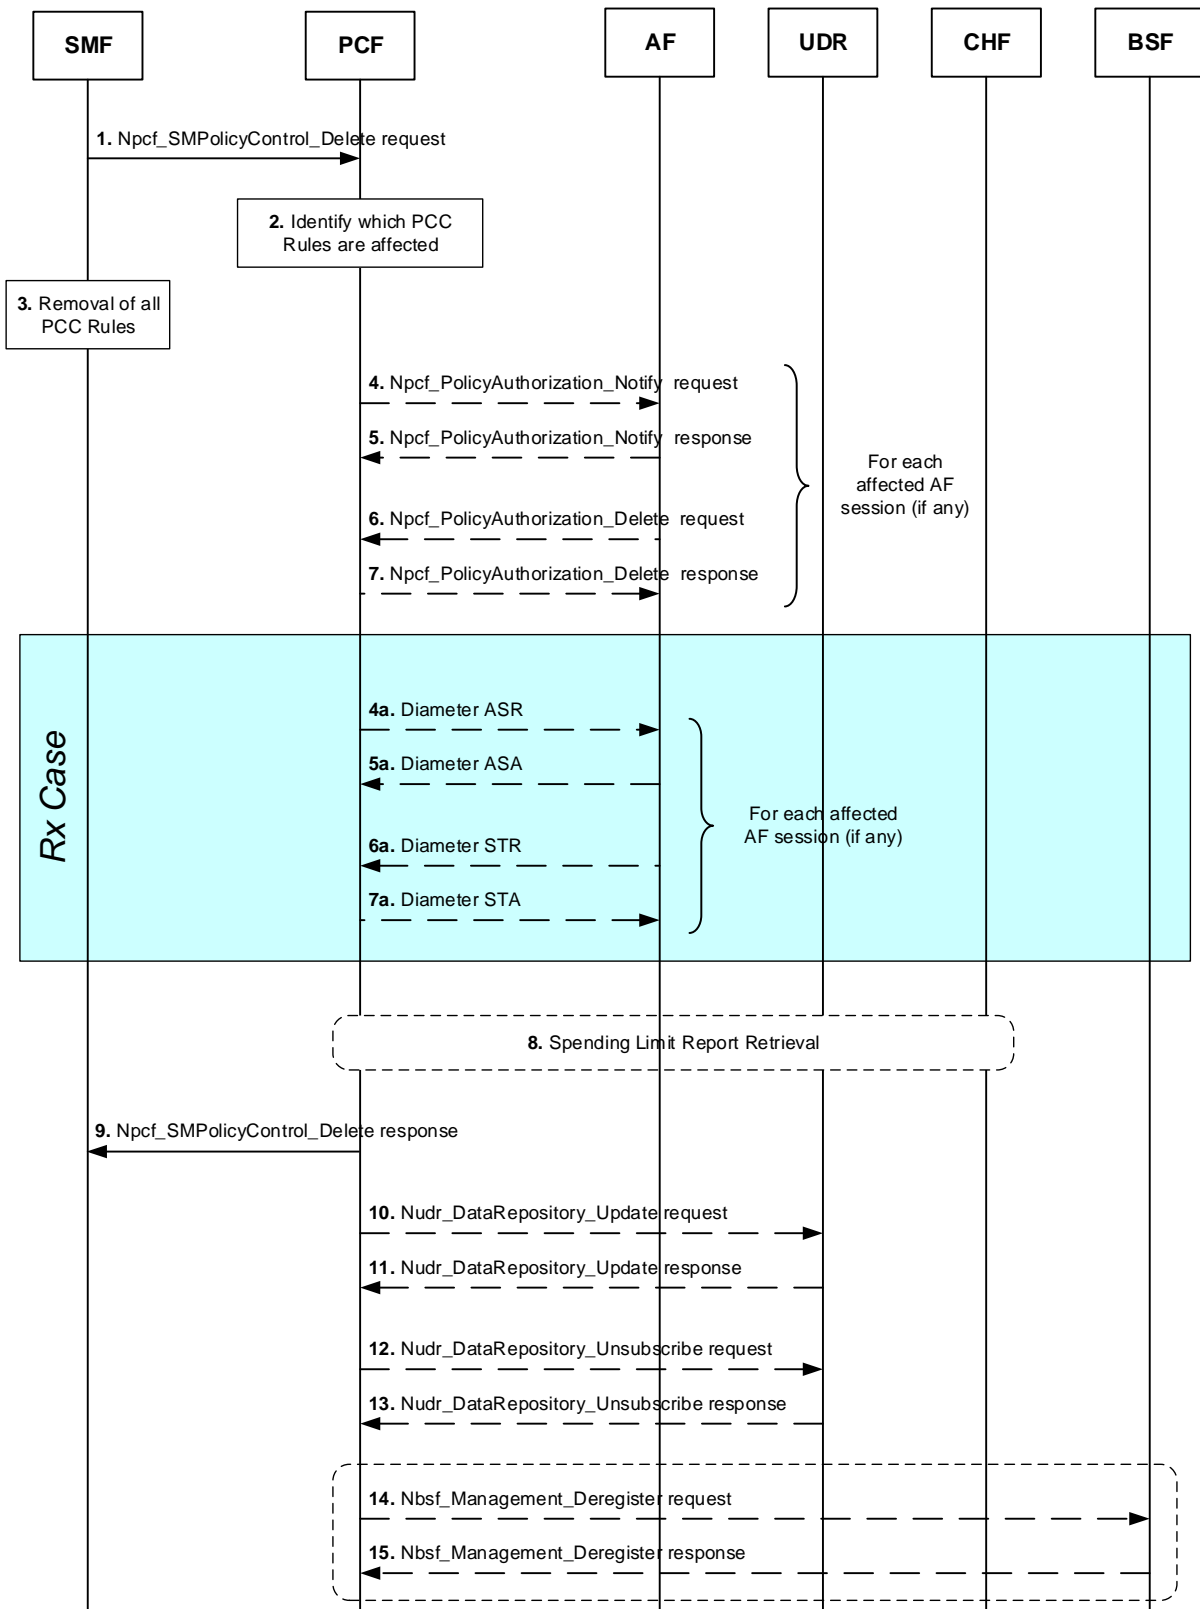 SMF
PCF
AF
UDR
CHF
BSF
1. Npcf_SMPolicyControl_Delete request
2. Identify which PCC
Rules are affected
3. Removal of all
PCC Rules
4. Npcf_PolicyAuthorization_Notify request
5. Npcf_PolicyAuthorization_Notify response
For each
affected AF
session (if any)
6. Npcf_PolicyAuthorization_Delete request
7. Npcf_PolicyAuthorization_Delete response
Rx Case
4a. Diameter ASR
5a. Diameter ASA
For each affected
AF session (if any)
6a. Diameter STR
7a. Diameter STA
8. Spending Limit Report Retrieval
9. Npcf_SMPolicyControl_Delete response
10. Nudr_DataRepository_Update request
11. Nudr_DataRepository_Update response
12. Nudr_DataRepository_Unsubscribe request
13. Nudr_DataRepository_Unsubscribe response
14. Nbsf_Management_Deregister request
15. Nbsf_Management_Deregister response